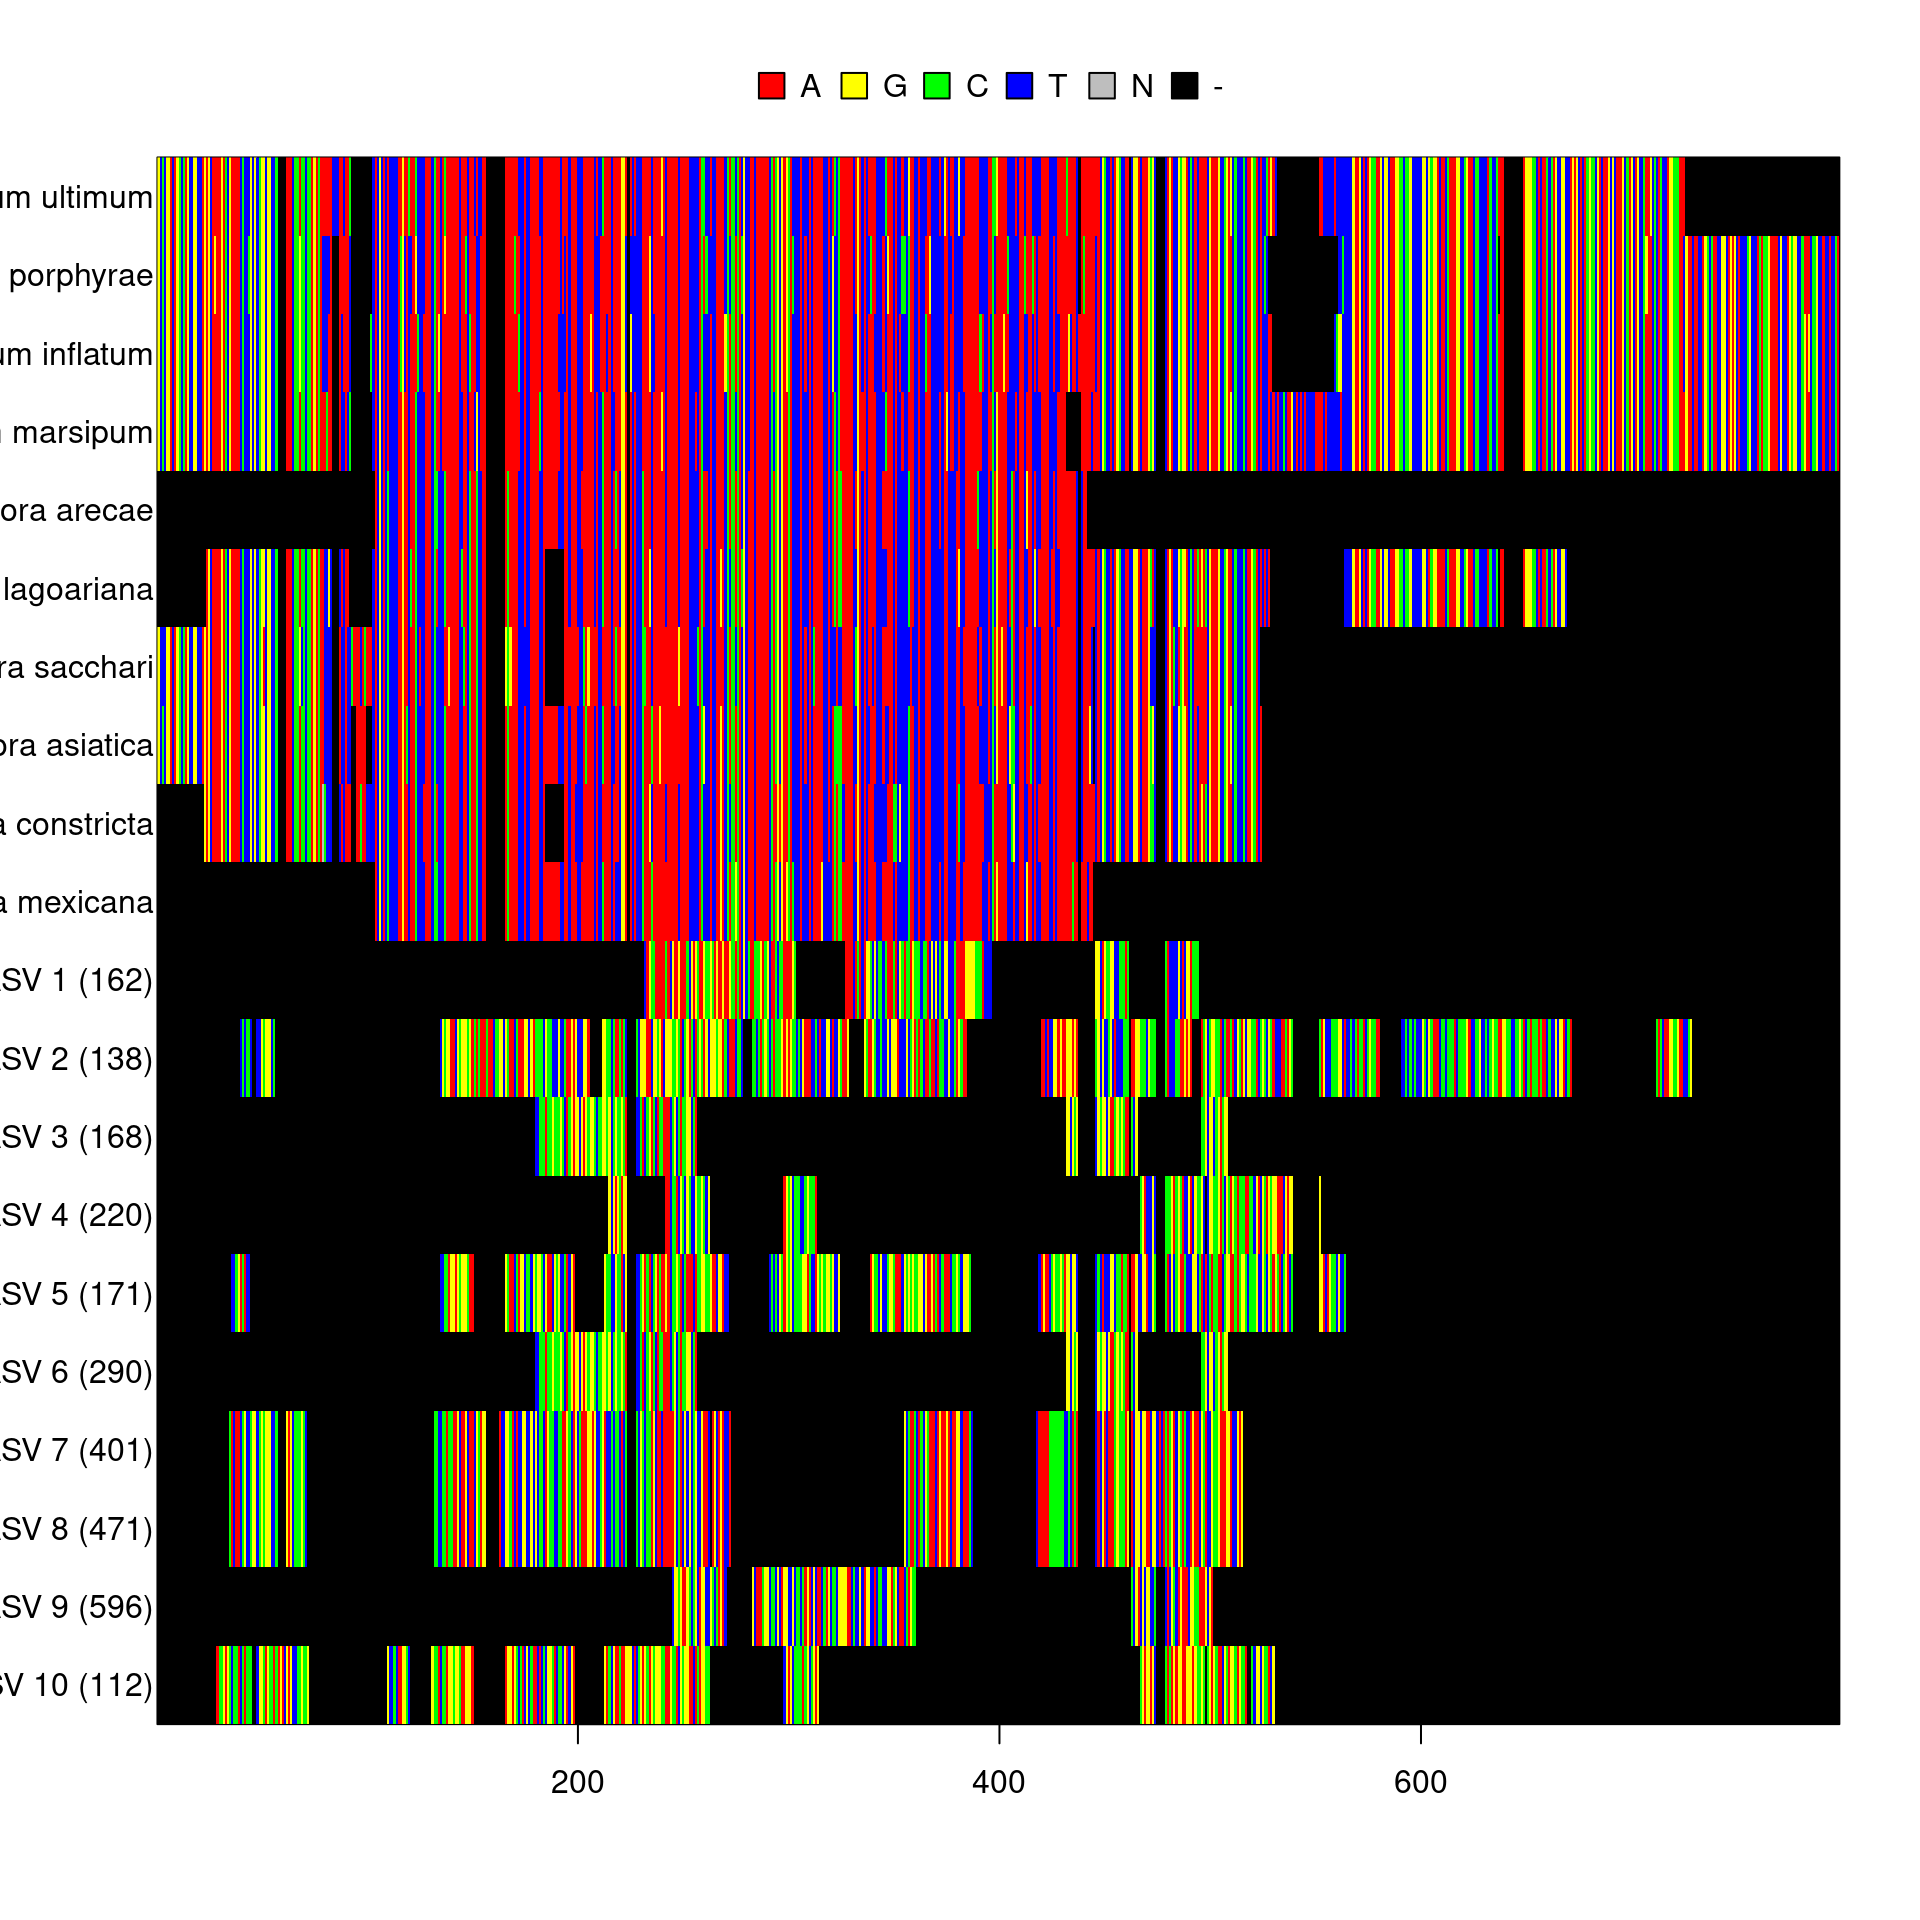 A G C T N -
um ultimum
porphyrae
um inflatum
marsipum
ora arecae
lagoariana
ra sacchari
ora asiatica
a constricta
a mexicana
SV 1 (162)
SV 2 (138)
SV 3 (168)
SV 4 (220)
SV 5 (171)
SV 6 (290)
SV 7 (401)
SV 8 (471)
SV 9 (596)
SV 10 (112)
200 400 600